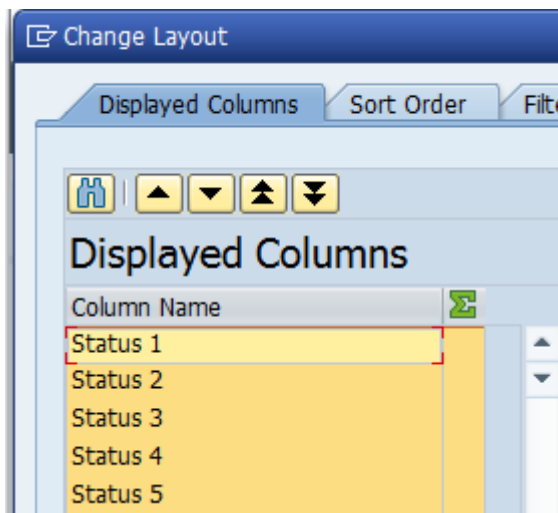 Change Layout
Displayed Columns Sort Order Filt
Displayed Columns
Column Name
Status 1
Status 2
Status 3
Status 4
Status 5